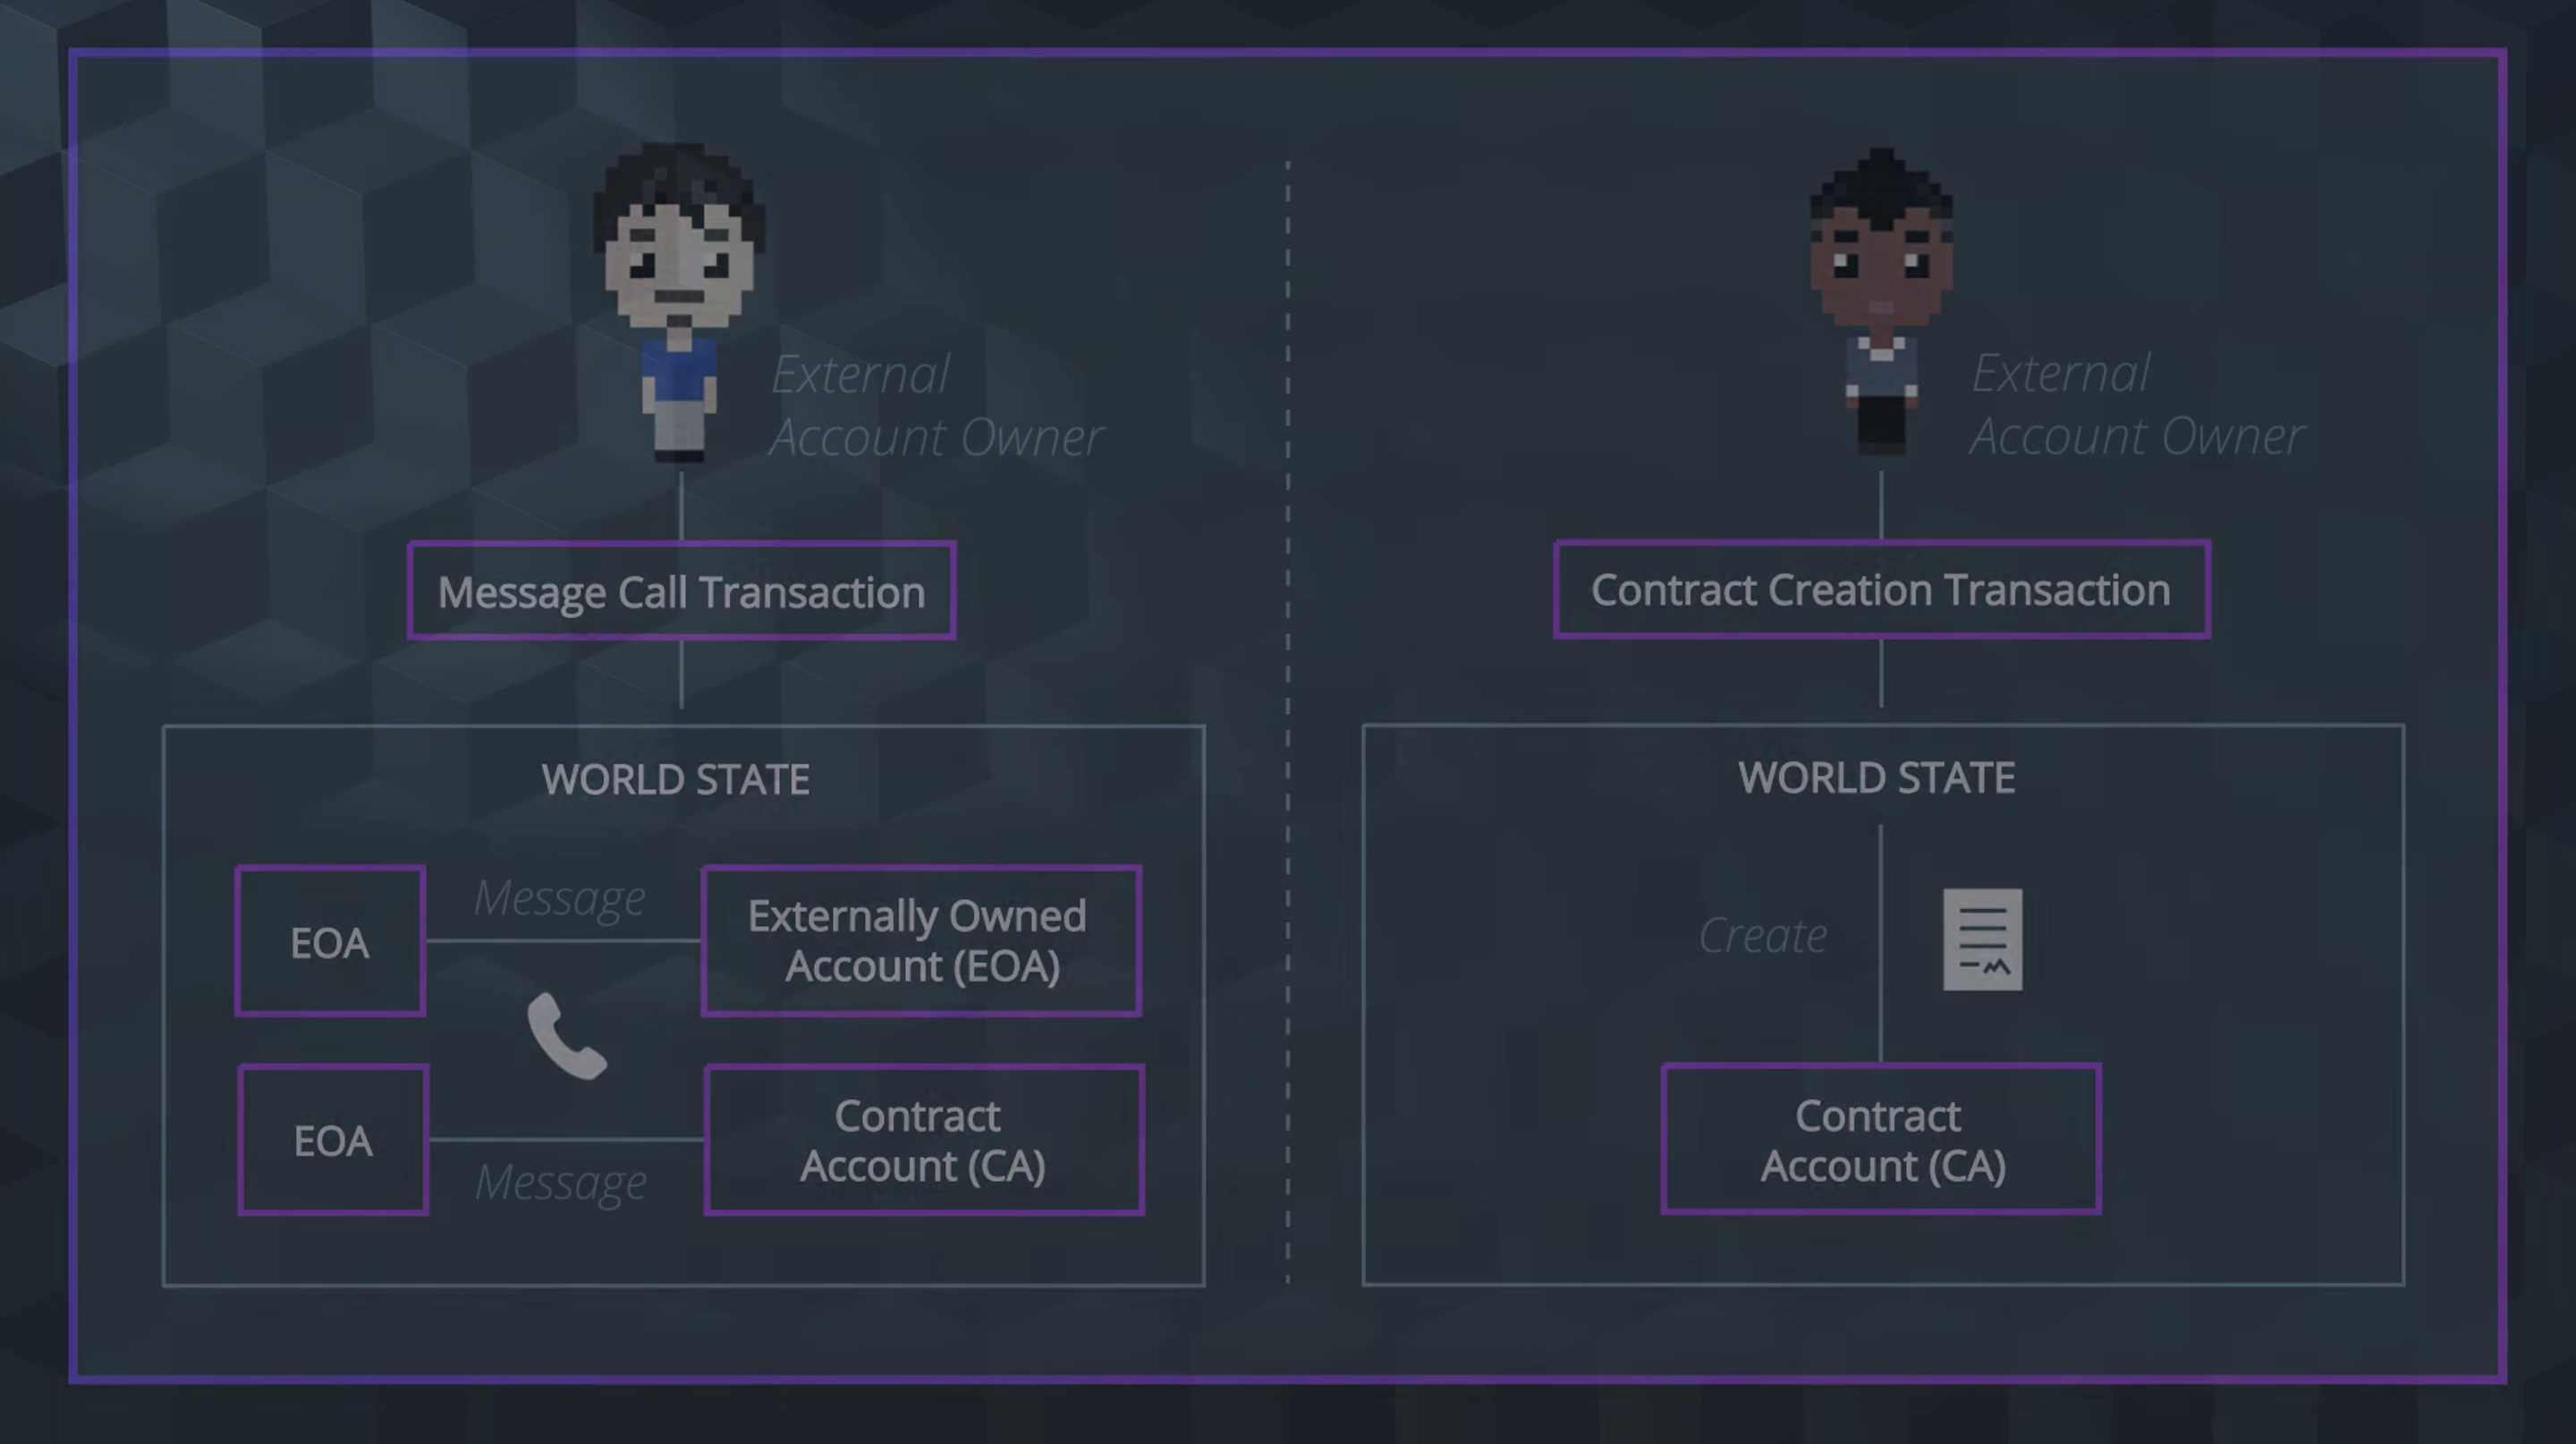 External
Account Owner
Message Call Transaction
WORLD STATE
EOA
Message
Externally Owned
Account (EOA)
EOA
Message
Contract
Account (CA)
External
Account Owner
Contract Creation Transaction
WORLD STATE
Create
Contract
Account (CA)